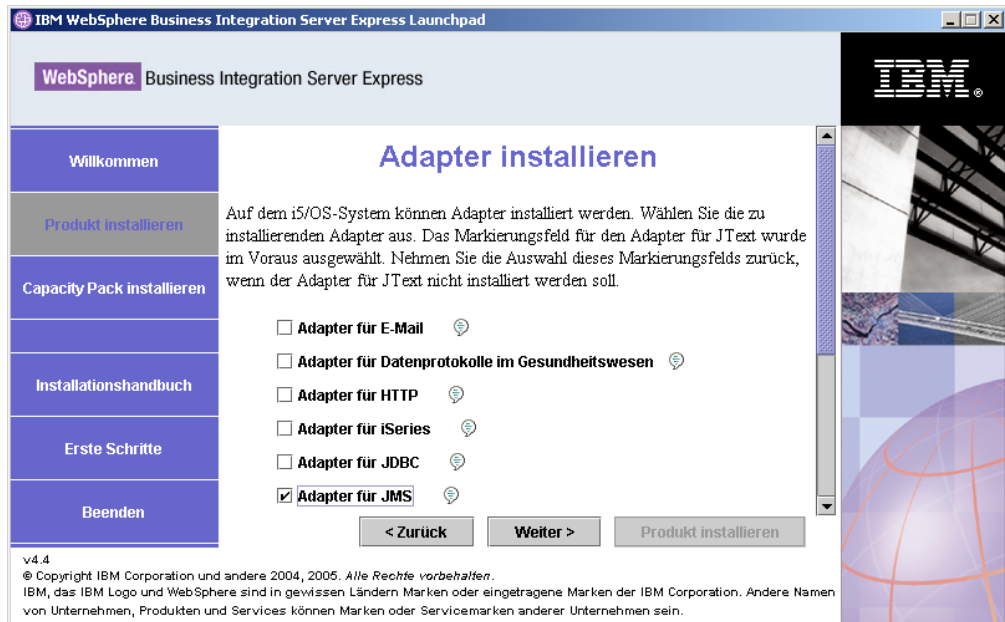 IBM WebSphere Business Integration Server Express Launchpad
WebSphere. Business Integration Server Express
IBM®
Willkommen
Produkt installieren
Capacity Pack installieren
Installationshandbuch
Erste Schritte
Beenden
Adapter installieren
Auf dem i5/OS-System können Adapter installiert werden. Wählen Sie die zu
installierenden Adapter aus. Das Markierungsfeld für den Adapter für JText wurde
im Voraus ausgewählt. Nehmen Sie die Auswahl dieses Markierungsfelds zurück,
wenn der Adapter für JText nicht installiert werden soll.
Adapter für E-Mail
Adapter für Datenprotokolle im Gesundheitswesen
Adapter für HTTP
Adapter für iSeries
Adapter für JDBC
Adapter für JMS
< Zurück
Weiter >
Produkt installieren
v4.4
© Copyright IBM Corporation und andere 2004, 2005. Alle Rechte vorbehalten.
IBM, das IBM Logo und WebSphere sind in gewissen Ländern Marken oder eingetragene Marken der IBM Corporation. Andere Namen
von Unternehmen, Produkten und Services können Marken oder Servicemarken anderer Unternehmen sein.